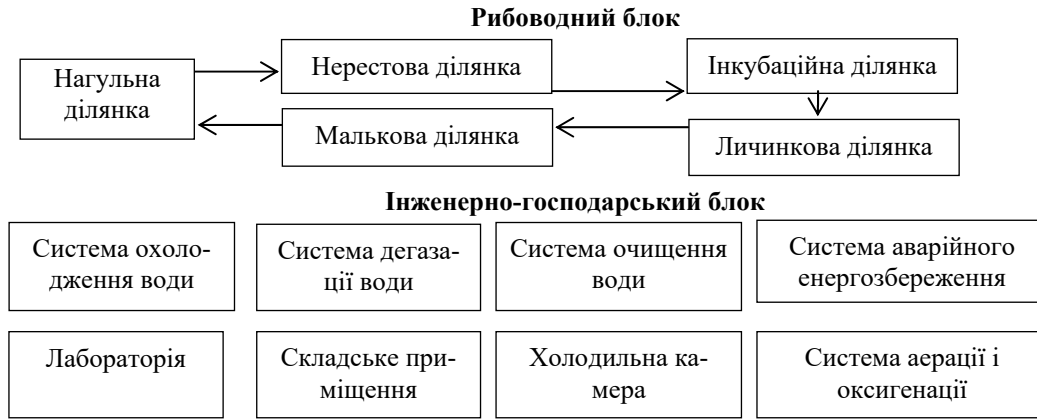 Рибоводний блок
Нагульна
ділянка
Нерестова ділянка
Інкубаційна ділянка
Малькова ділянка
Личинкова ділянка
Інженерно-господарський блок
Система охоло-
дження води
Система дегаза-
ції води
Система очищення
води
Система аварійного
енергозбереження
Лабораторія
Складське при-
міщення
Холодильна ка-
мера
Система аерації і
оксигенації